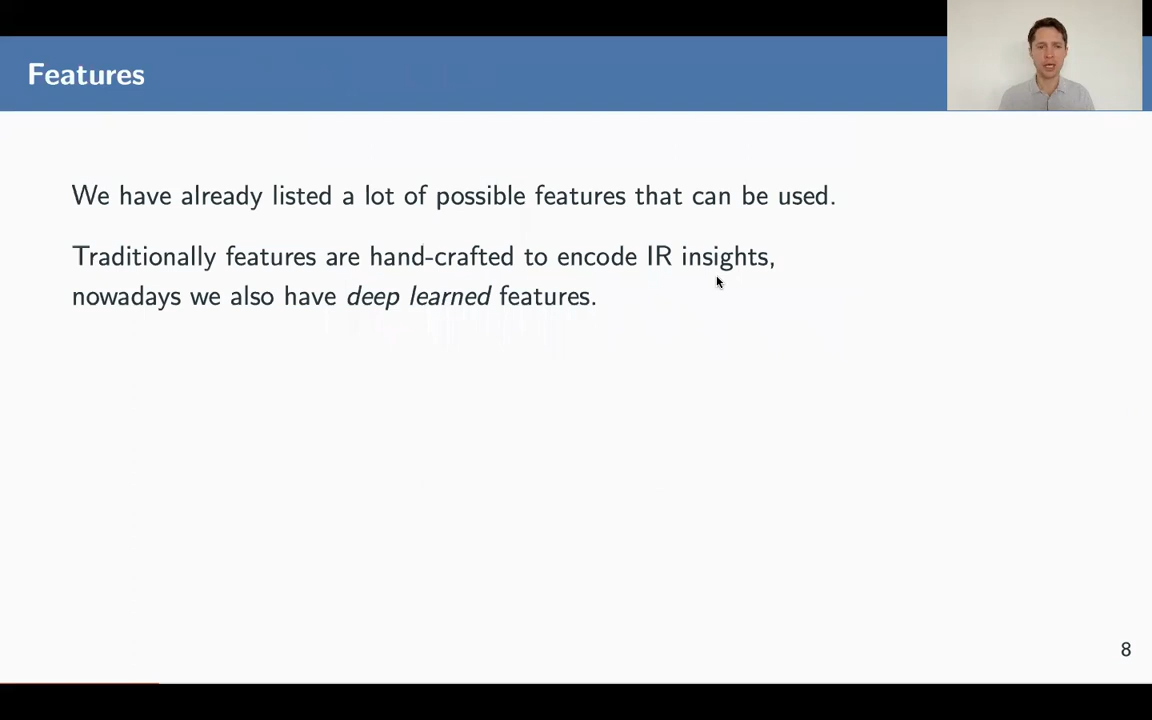 Features
We have already listed a lot of possible features that can be used.
Traditionally features are hand-crafted to encode IR insights,
nowadays we also have deep learned features.
8